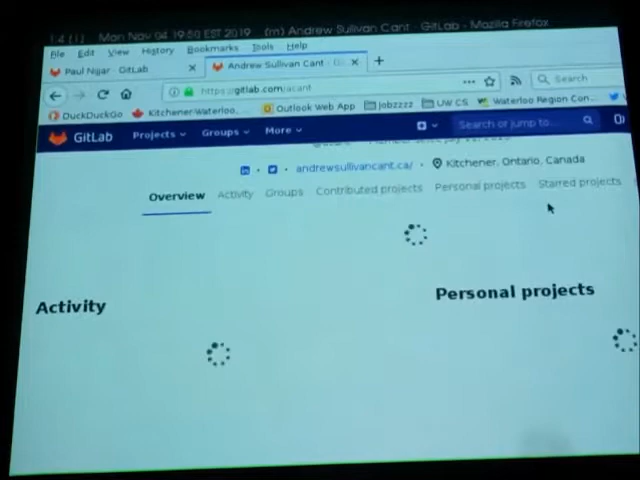 Mon Nov 04 19:50 EST 2019 (m) Andrew Sullivan Cant · GitLab - Mozilla Firefox
File Edit View History Bookmarks Tools Help
Paul Nijjar · GitLab × Andrew Sullivan Cant · × +
https://gitlab.com/acant Search
DuckDuckGo Kitchener-Waterloo,... Outlook Web App Jobzzzz UW CS Waterloo Region Con...
GitLab Projects Groups More Search or jump to...
andrewsullivancant.ca/ · Kitchener, Ontario, Canada
Overview Activity Groups Contributed projects Personal projects Starred projects
Activity
Personal projects